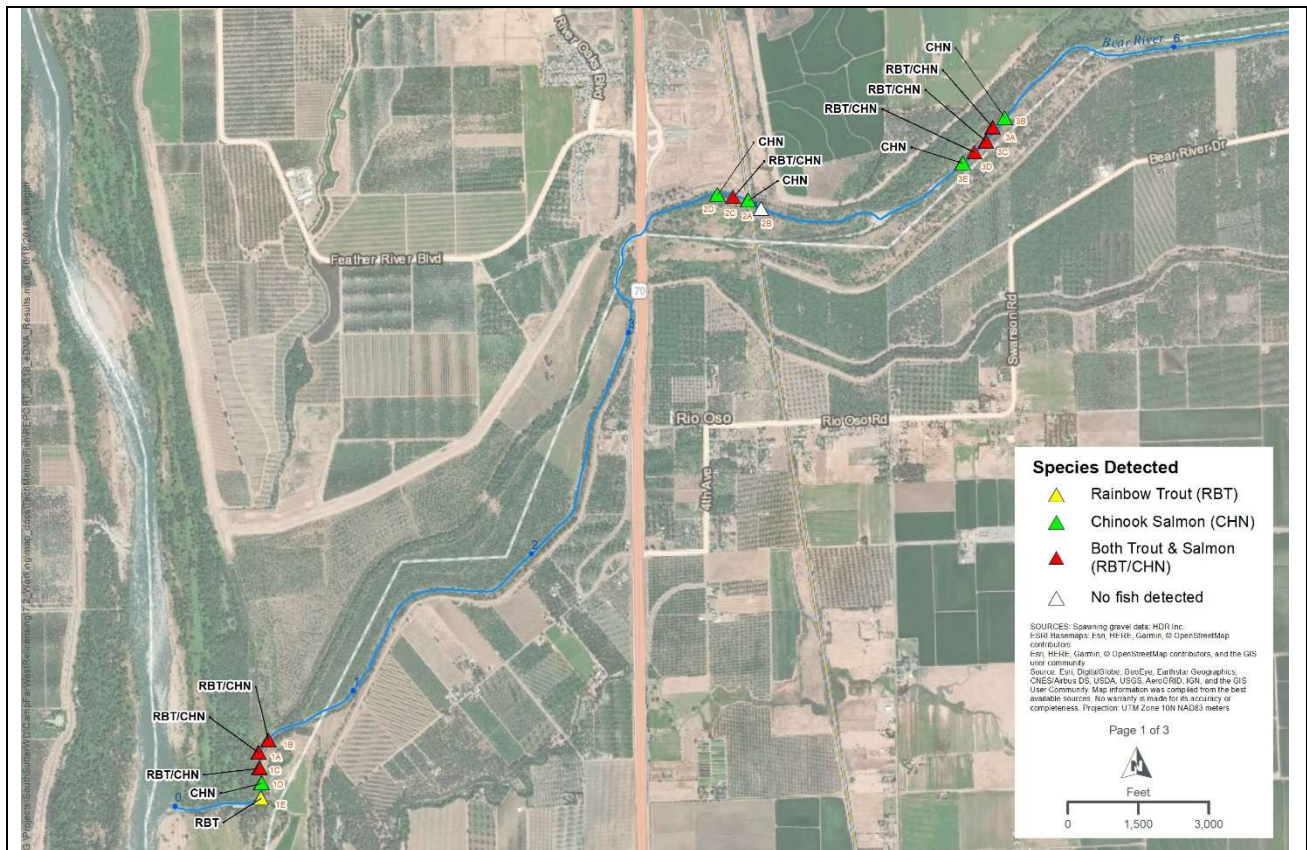 River Oaks Blvd
Bear River
6
CHN
RBT/CHN
RBT/CHN
RBT/CHN
CHN
3B
3A
3C
3D
3E
Bear River Dr
CHN
RBT/CHN
CHN
2D
2C
2A
2B
Feather River Blvd
70
3
Swanson Rd
Rio Oso
Rio Oso Rd
4th Ave
2
1
RBT/CHN
RBT/CHN
RBT/CHN
CHN
RBT
1B
1A
1C
1D
1E
0
Species Detected
Rainbow Trout (RBT)
Chinook Salmon (CHN)
Both Trout & Salmon
(RBT/CHN)
No fish detected
SOURCES: Spawning gravel data: HDR Inc.
ESRI Basemaps: Esri, HERE, Garmin, © OpenStreetMap
contributors
Esri, HERE, Garmin, © OpenStreetMap contributors, and the GIS
user community
Source: Esri, DigitalGlobe, GeoEye, Earthstar Geographics,
CNES/Airbus DS, USDA, USGS, AeroGRID, IGN, and the GIS
User Community. Map information was compiled from the best
available sources. No warranty is made for its accuracy or
completeness. Projection: UTM Zone 10N NAD83 meters
Page 1 of 3
N
Feet
0 1,500 3,000